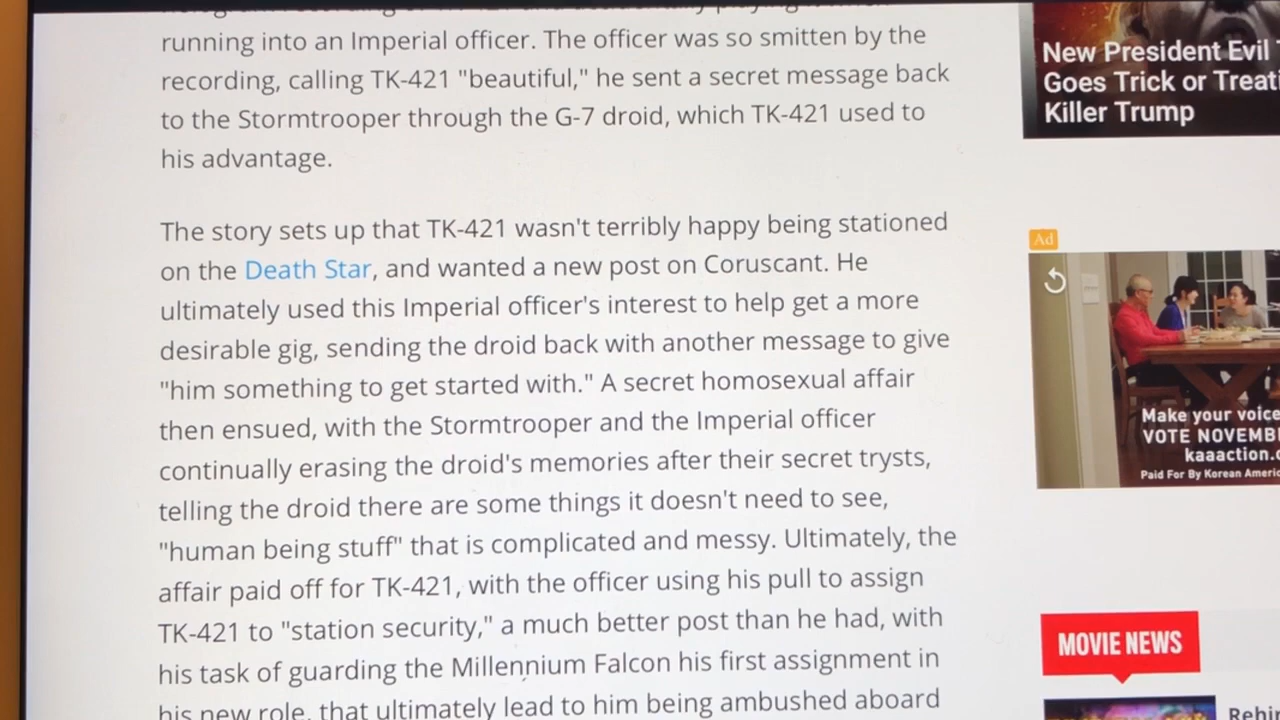 running into an Imperial officer. The officer was so smitten by the
recording, calling TK-421 "beautiful," he sent a secret message back
to the Stormtrooper through the G-7 droid, which TK-421 used to
his advantage.
The story sets up that TK-421 wasn't terribly happy being stationed
on the Death Star, and wanted a new post on Coruscant. He
ultimately used this Imperial officer's interest to help get a more
desirable gig, sending the droid back with another message to give
"him something to get started with." A secret homosexual affair
then ensued, with the Stormtrooper and the Imperial officer
continually erasing the droid's memories after their secret trysts,
telling the droid there are some things it doesn't need to see,
"human being stuff" that is complicated and messy. Ultimately, the
affair paid off for TK-421, with the officer using his pull to assign
TK-421 to "station security," a much better post than he had, with
his task of guarding the Millennium Falcon his first assignment in
his new role, that ultimately lead to him being ambushed aboard
New President Evil
Goes Trick or
Killer Trump
Ad
Make your voice
VOTE
Paid For By Korean
MOVIE NEWS